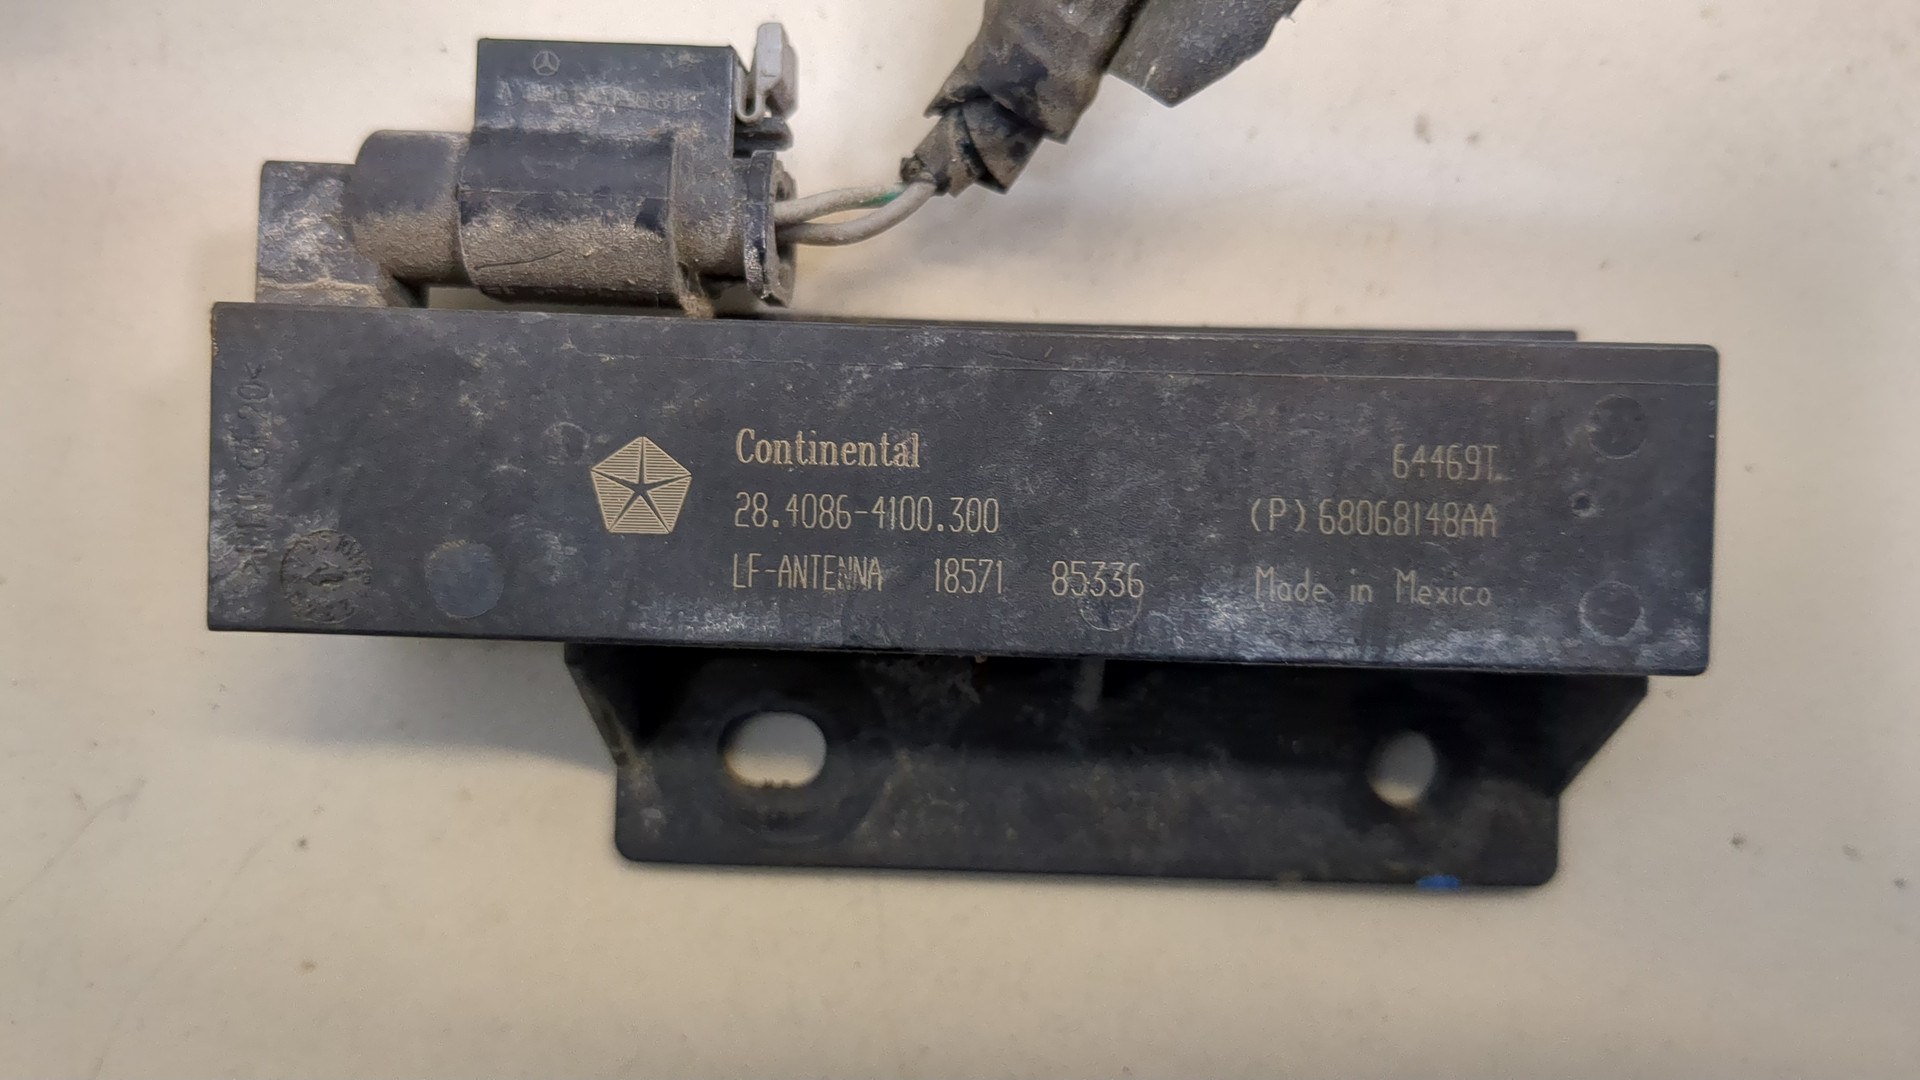 Continental
28.4086-4100.300
LF-ANTENNA 18571 85336
64469T
(P)68068148AA
Made in Mexico